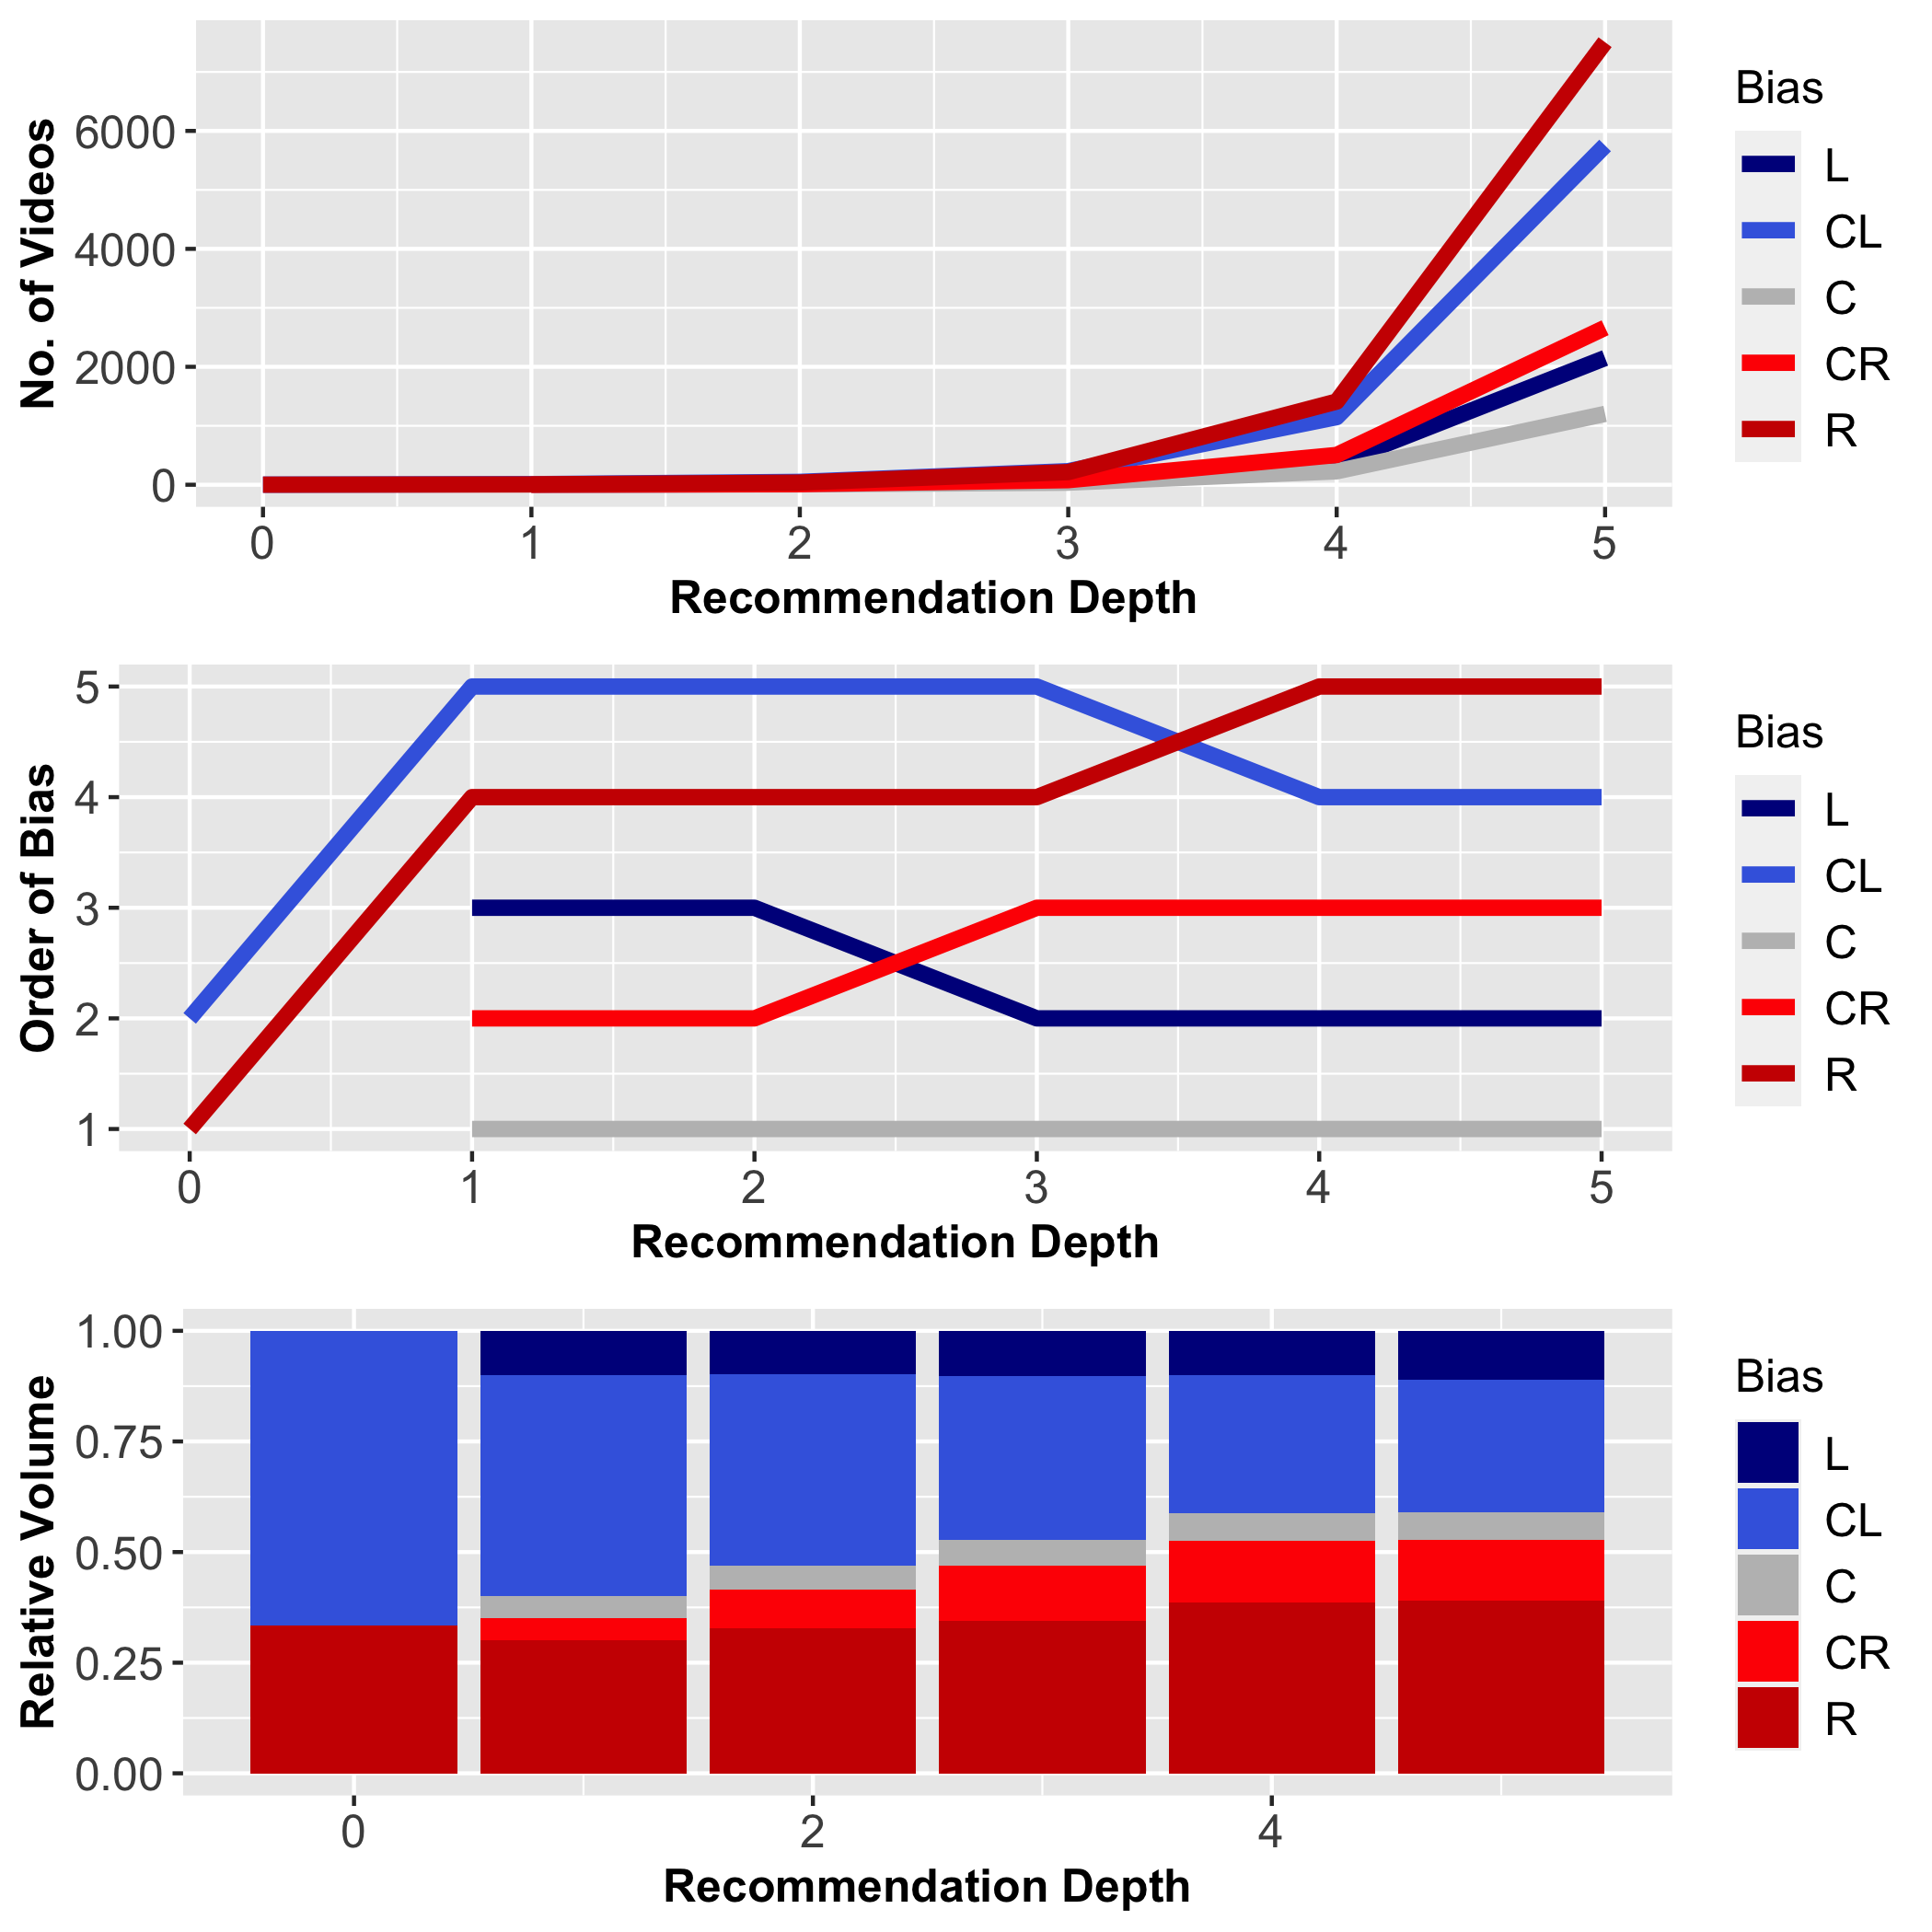 No. of Videos
6000
4000
2000
0
0 1 2 3 4 5
Recommendation Depth
Bias
L
CL
C
CR
R
Order of Bias
5
4
3
2
1
0 1 2 3 4 5
Recommendation Depth
Bias
L
CL
C
CR
R
Relative Volume
1.00
0.75
0.50
0.25
0.00
0 2 4
Recommendation Depth
Bias
L
CL
C
CR
R